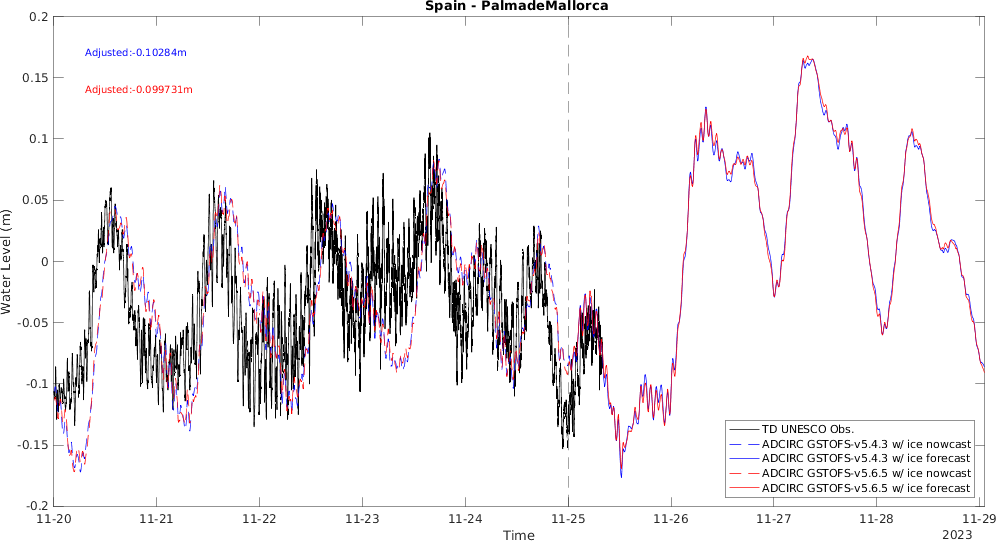 Spain - PalmadeMallorca
0.2
0.15
0.1
0.05
0
-0.05
-0.1
-0.15
-0.2
Water Level (m)
Adjusted:-0.10284m
Adjusted:-0.099731m
TD UNESCO Obs.
ADCIRC GSTOFS-v5.4.3 w/ ice nowcast
ADCIRC GSTOFS-v5.4.3 w/ ice forecast
ADCIRC GSTOFS-v5.6.5 w/ ice nowcast
ADCIRC GSTOFS-v5.6.5 w/ ice forecast
11-20 11-21 11-22 11-23 11-24 11-25 11-26 11-27 11-28 11-29
Time
2023